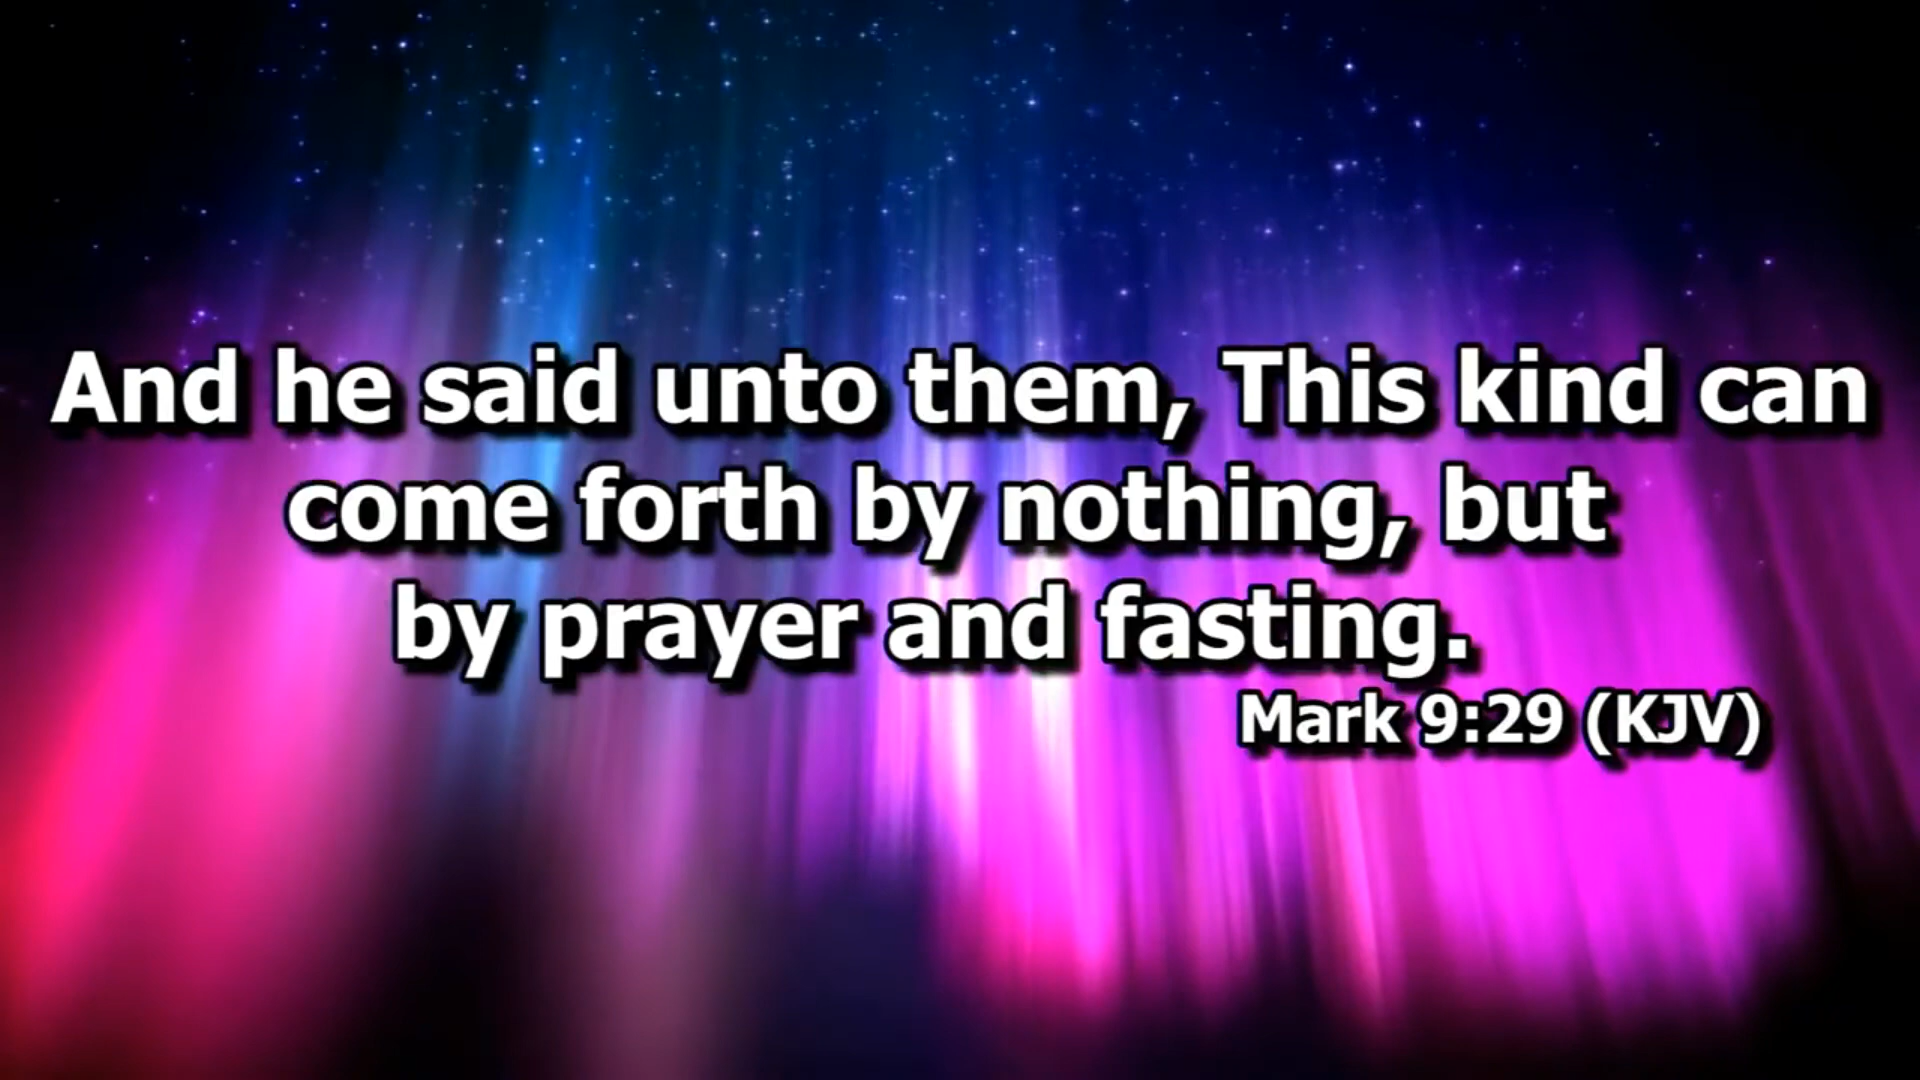 And he said unto them, This kind can
come forth by nothing, but
by prayer and fasting.
Mark 9:29 (KJV)